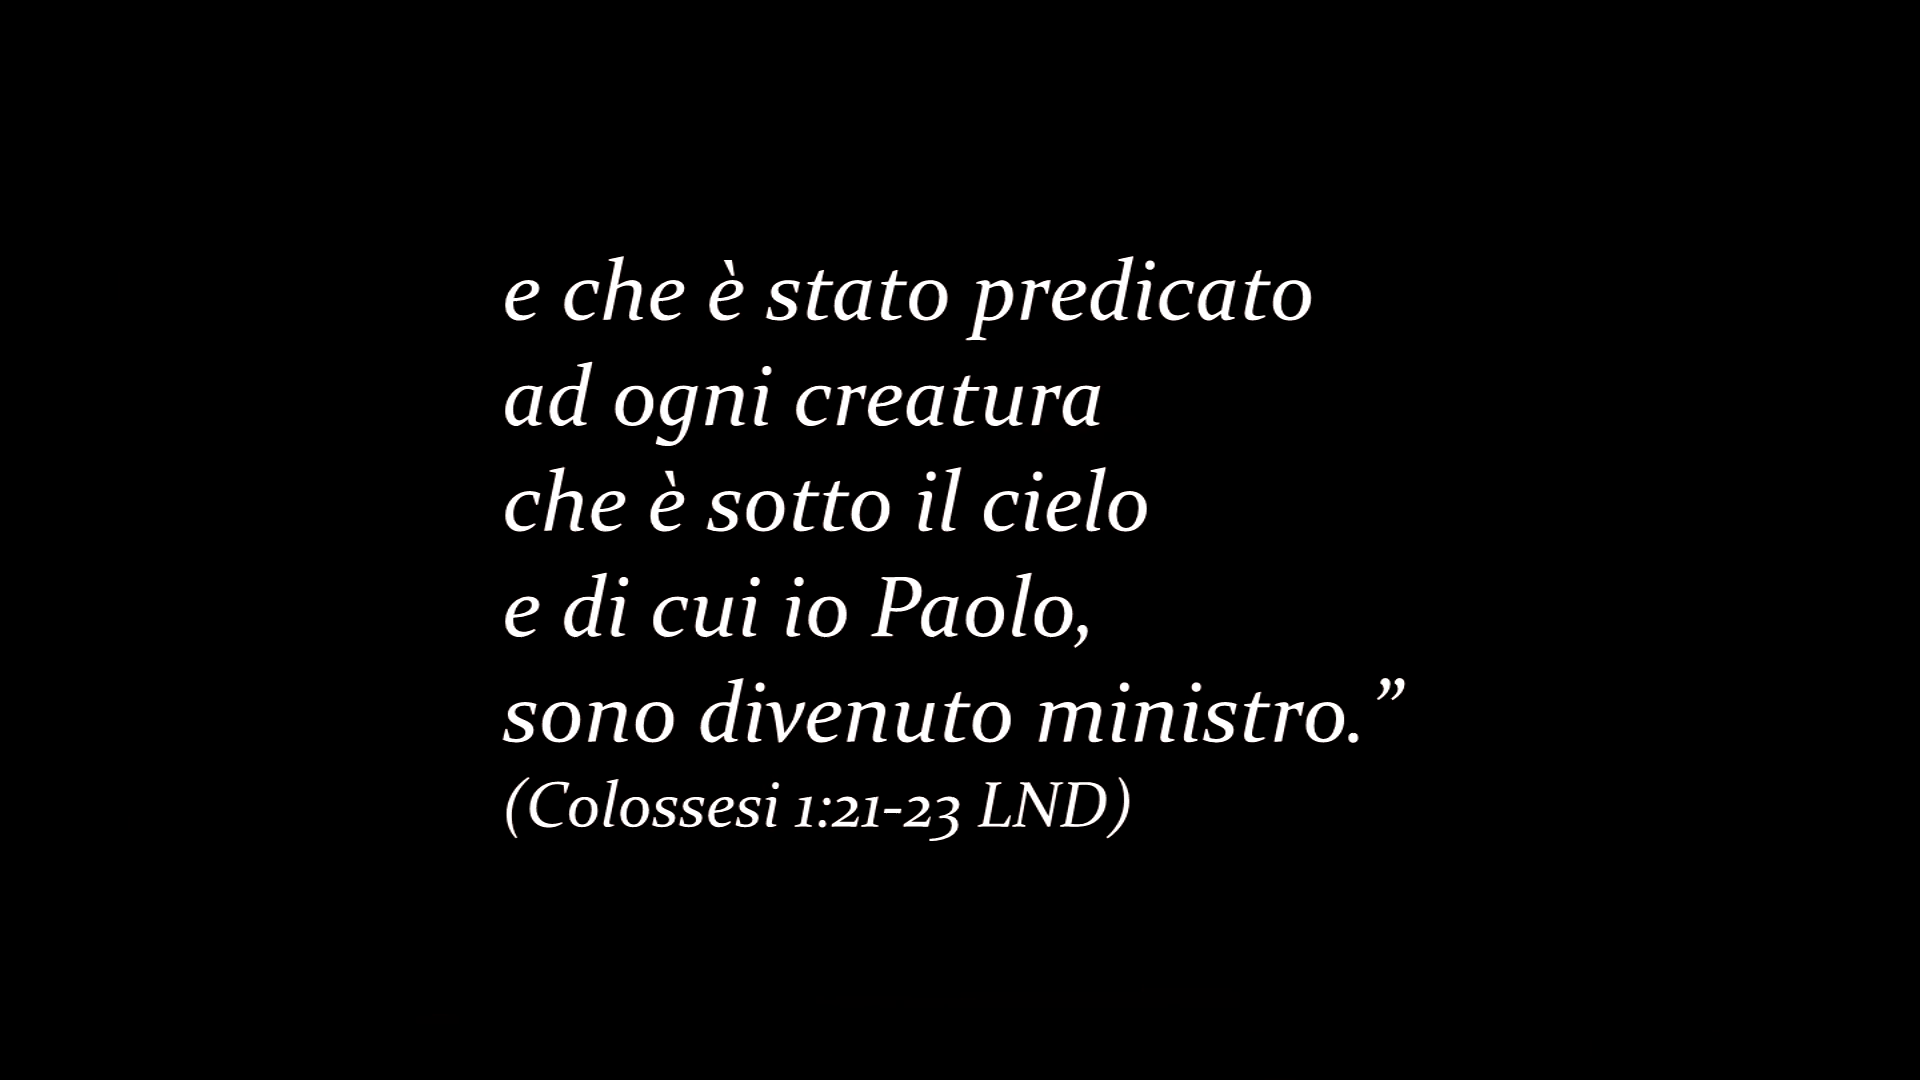 e che è stato predicato
ad ogni creatura
che è sotto il cielo
e di cui io Paolo,
sono divenuto ministro.”
(Colossesi 1:21-23 LND)